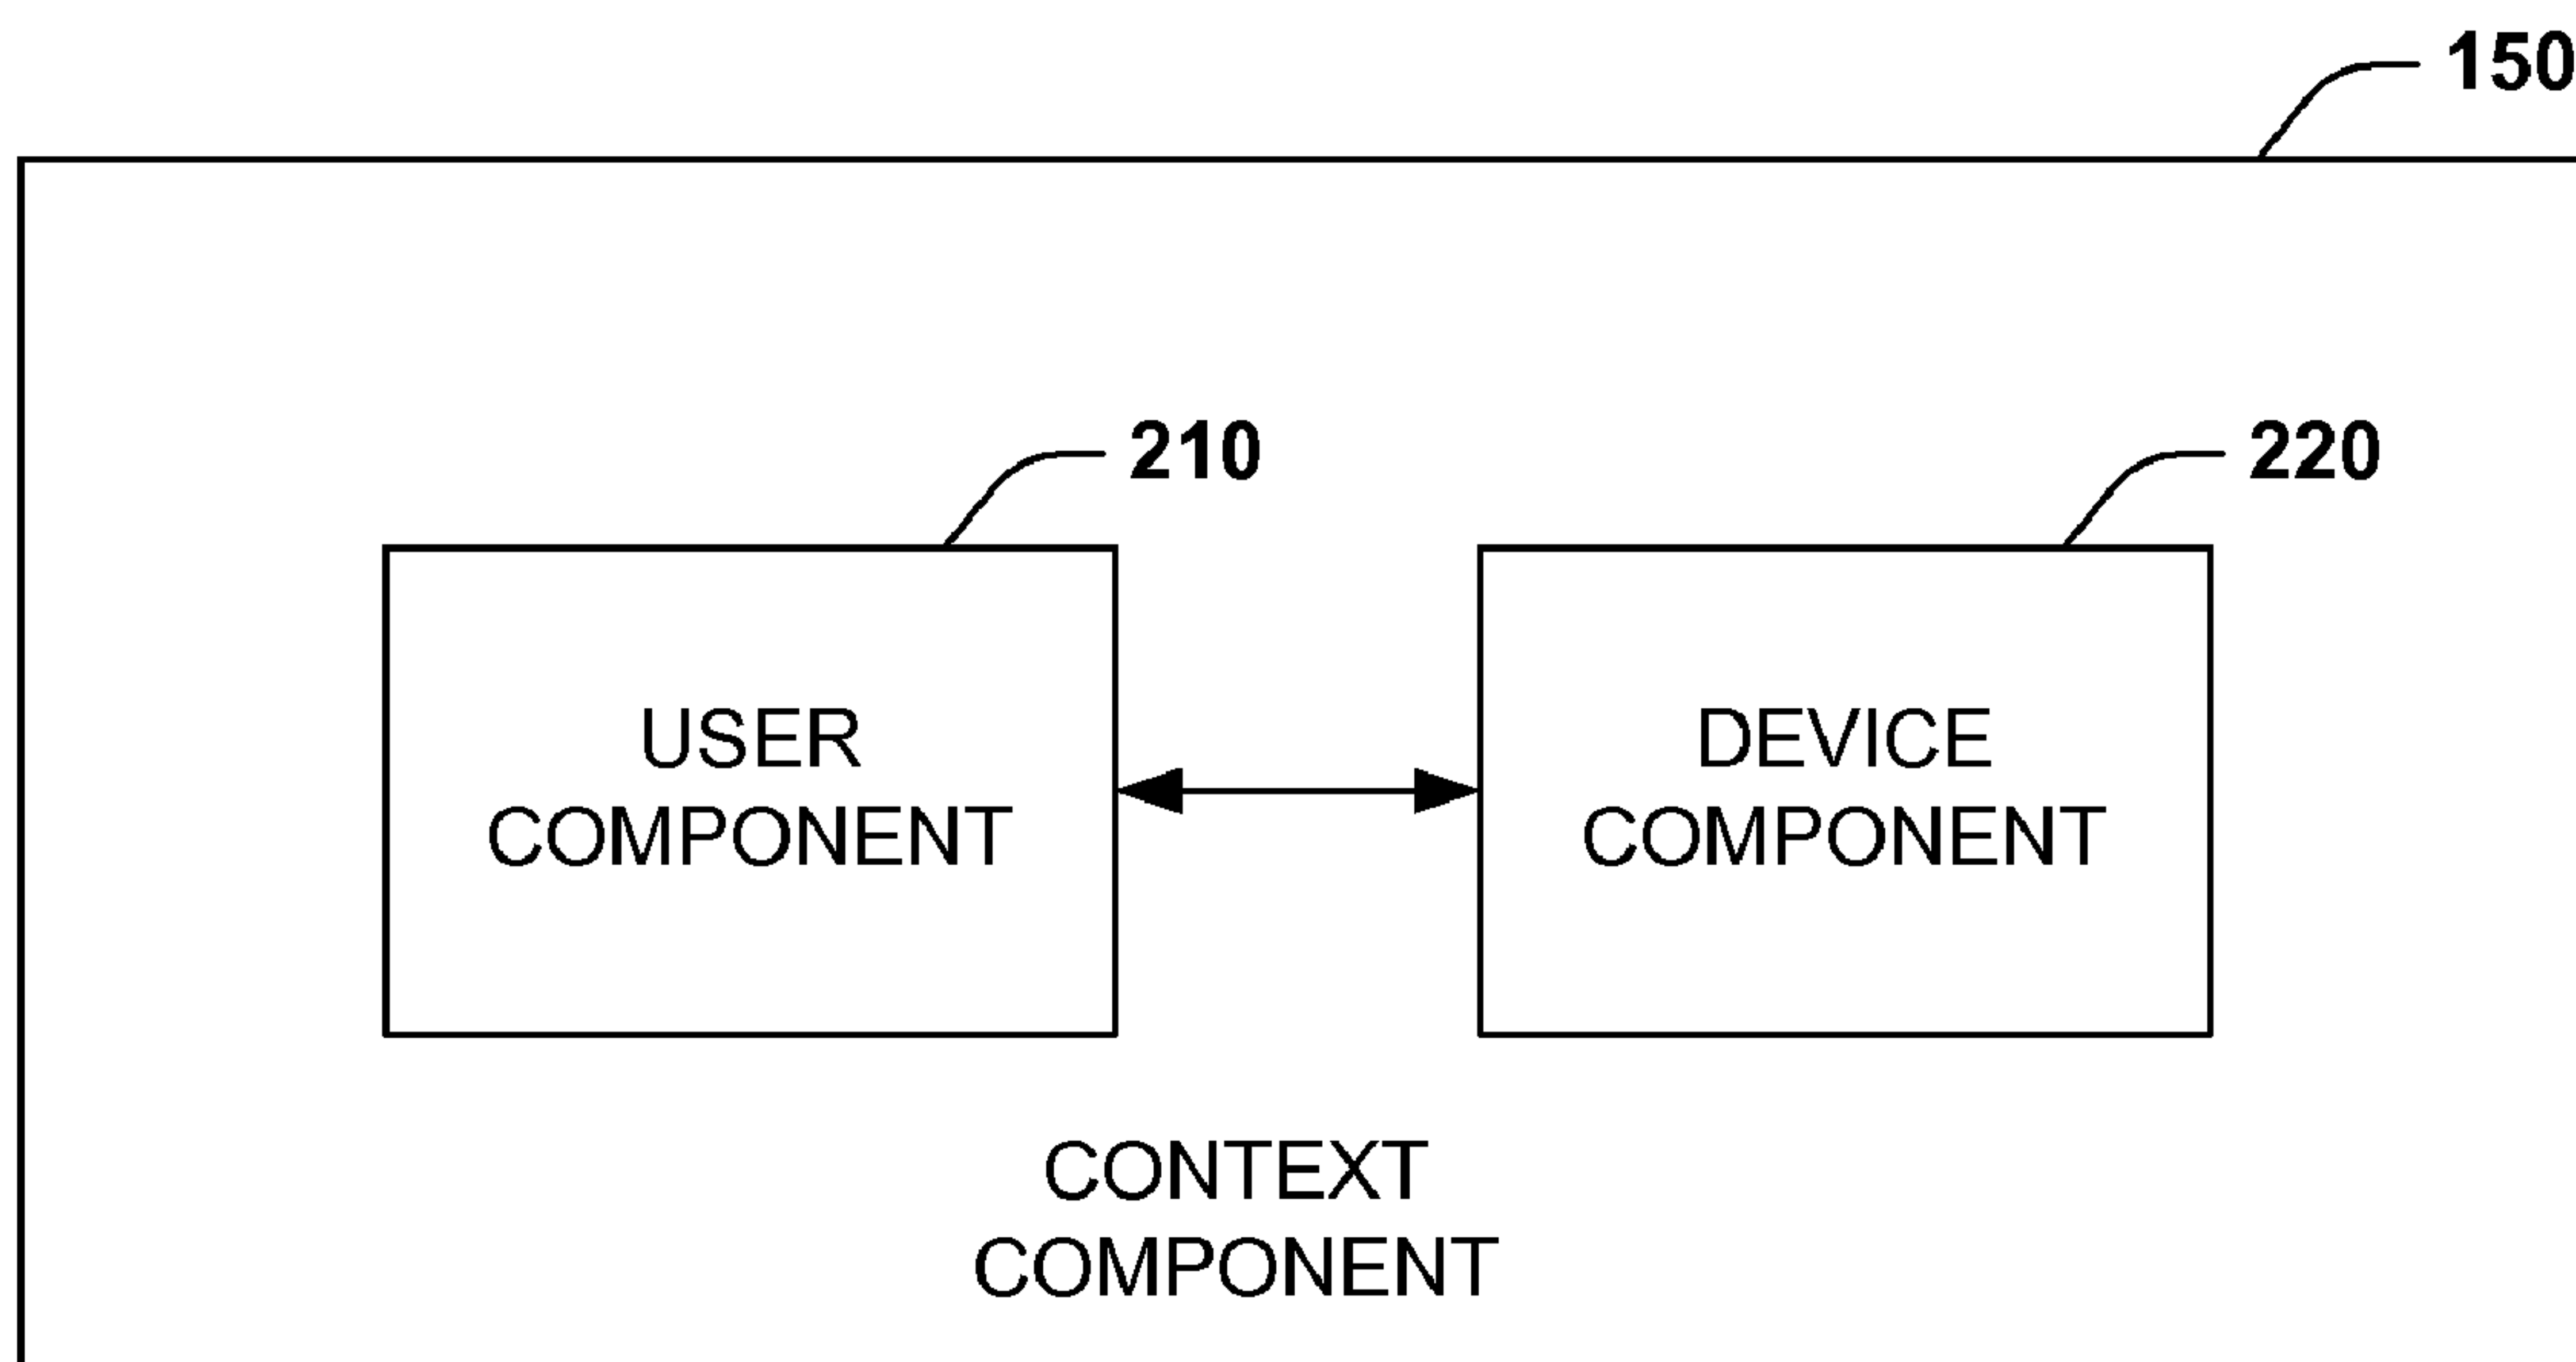 150
210
220
USER
COMPONENT
DEVICE
COMPONENT
CONTEXT
COMPONENT